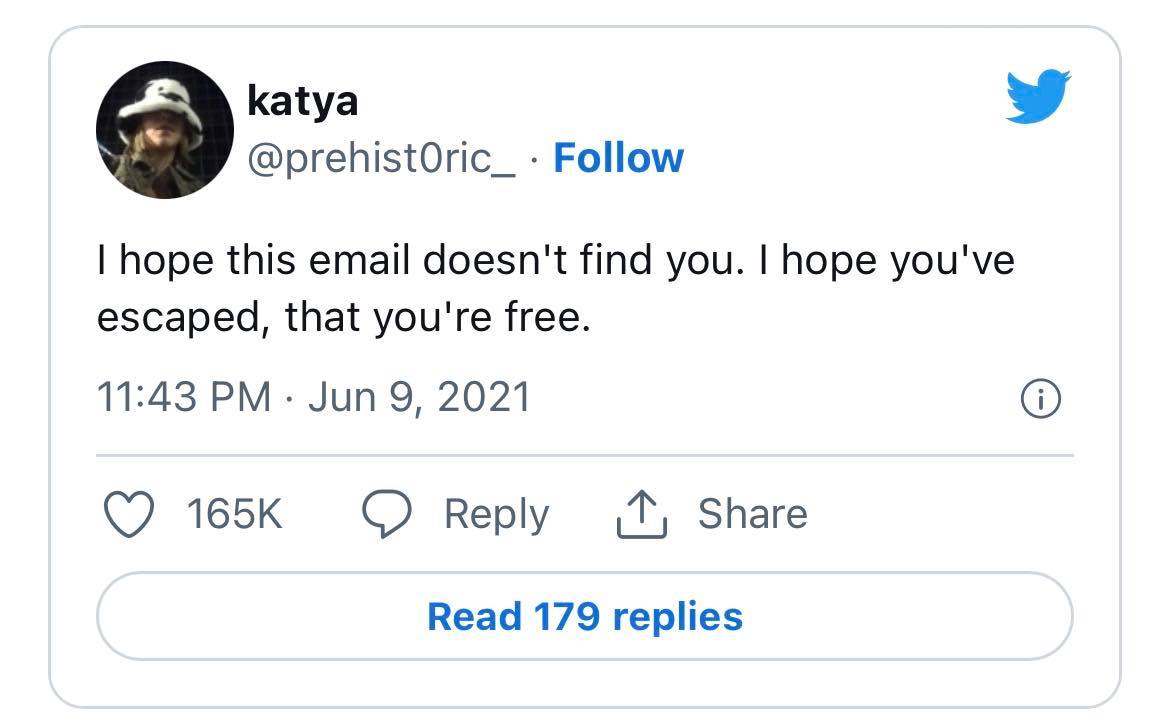 katya
@prehist0ric_ · Follow
I hope this email doesn't find you. I hope you've
escaped, that you're free.
11:43 PM · Jun 9, 2021
165K Reply Share
Read 179 replies